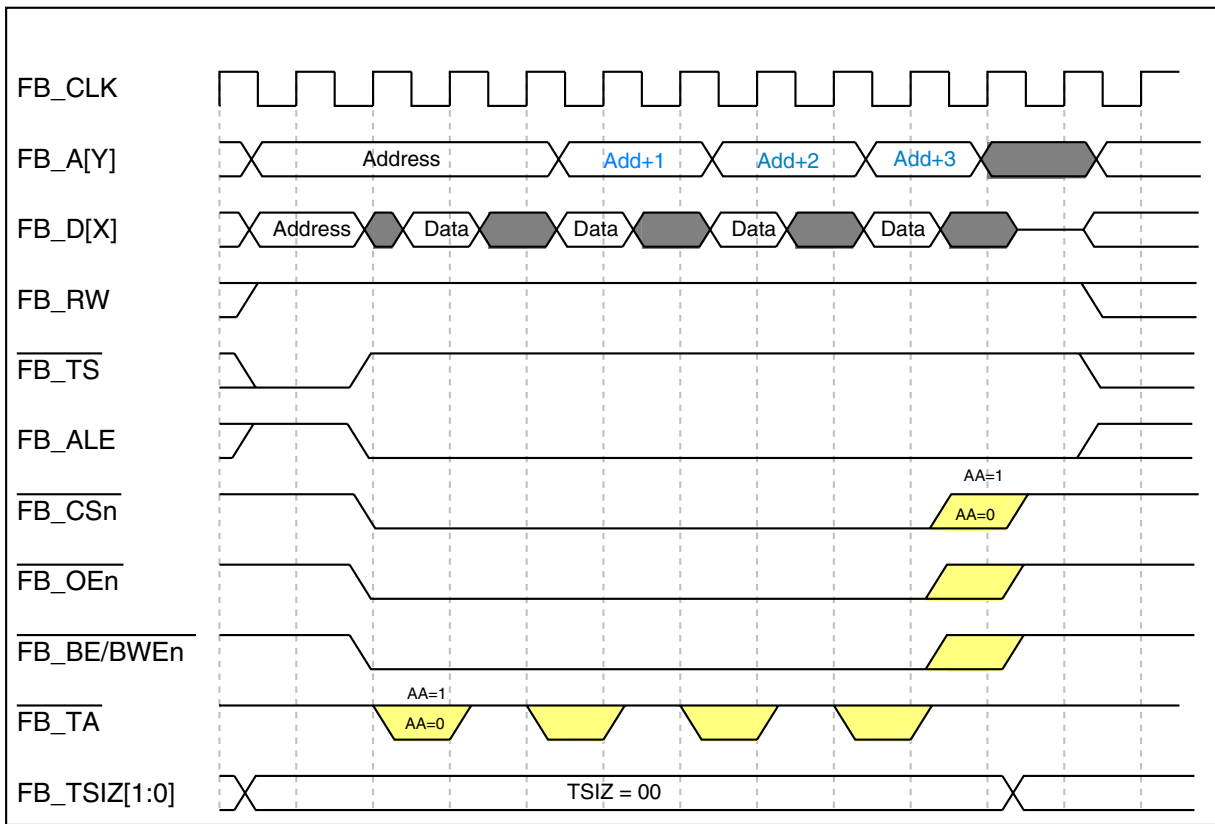 FB_CLK
FB_A[Y] Address Add+1 Add+2 Add+3
FB_D[X] Address Data Data Data Data
FB_RW
FB_TS
FB_ALE
AA=1
FB_CSn AA=0
FB_OEn
FB_BE/BWEn
AA=1
FB_TA AA=0
FB_TSIZ[1:0] TSIZ = 00